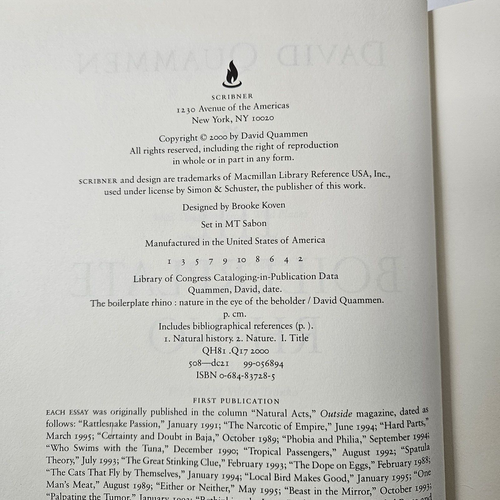 SCRIBNER
1230 Avenue of the Americas
New York, NY 10020
Copyright © 2000 by David Quammen
All rights reserved, including the right of reproduction
in whole or in part in any form.
SCRIBNER and design are trademarks of Macmillan Library Reference USA, Inc.,
used under license by Simon & Schuster, the publisher of this work.
Designed by Brooke Koven
Set in MT Sabon
Manufactured in the United States of America
1 3 5 7 9 10 8 6 4 2
Library of Congress Cataloging-in-Publication Data
Quammen, David, date.
The boilerplate rhino : nature in the eye of the beholder / David Quammen.
p. cm.
Includes bibliographical references (p. ).
1. Natural history. 2. Nature. I. Title
QH81 .Q17 2000
508—dc21 99-056894
ISBN 0-684-83728-5
FIRST PUBLICATION
EACH ESSAY was originally published in the column “Natural Acts,” Outside magazine, dated as
follows: “Rattlesnake Passion,” January 1991; “The Narcotic of Empire,” June 1994; “Hard Parts,”
March 1995; “Certainty and Doubt in Baja,” October 1989; “Phobia and Philia,” September 1994;
“Who Swims with the Tuna,” December 1990; “Tropical Passengers,” August 1992; “Spatula
Theory,” July 1993; “The Great Stinking Clue,” February 1993; “The Dope on Eggs,” February 1988;
“The Cats That Fly by Themselves,” January 1994; “Local Bird Makes Good,” January 1995; “One
Man’s Meat,” August 1989; “Either or Neither,” May 1995; “Beast in the Mirror,” October 1993;
“Palpating the Tumor,” January